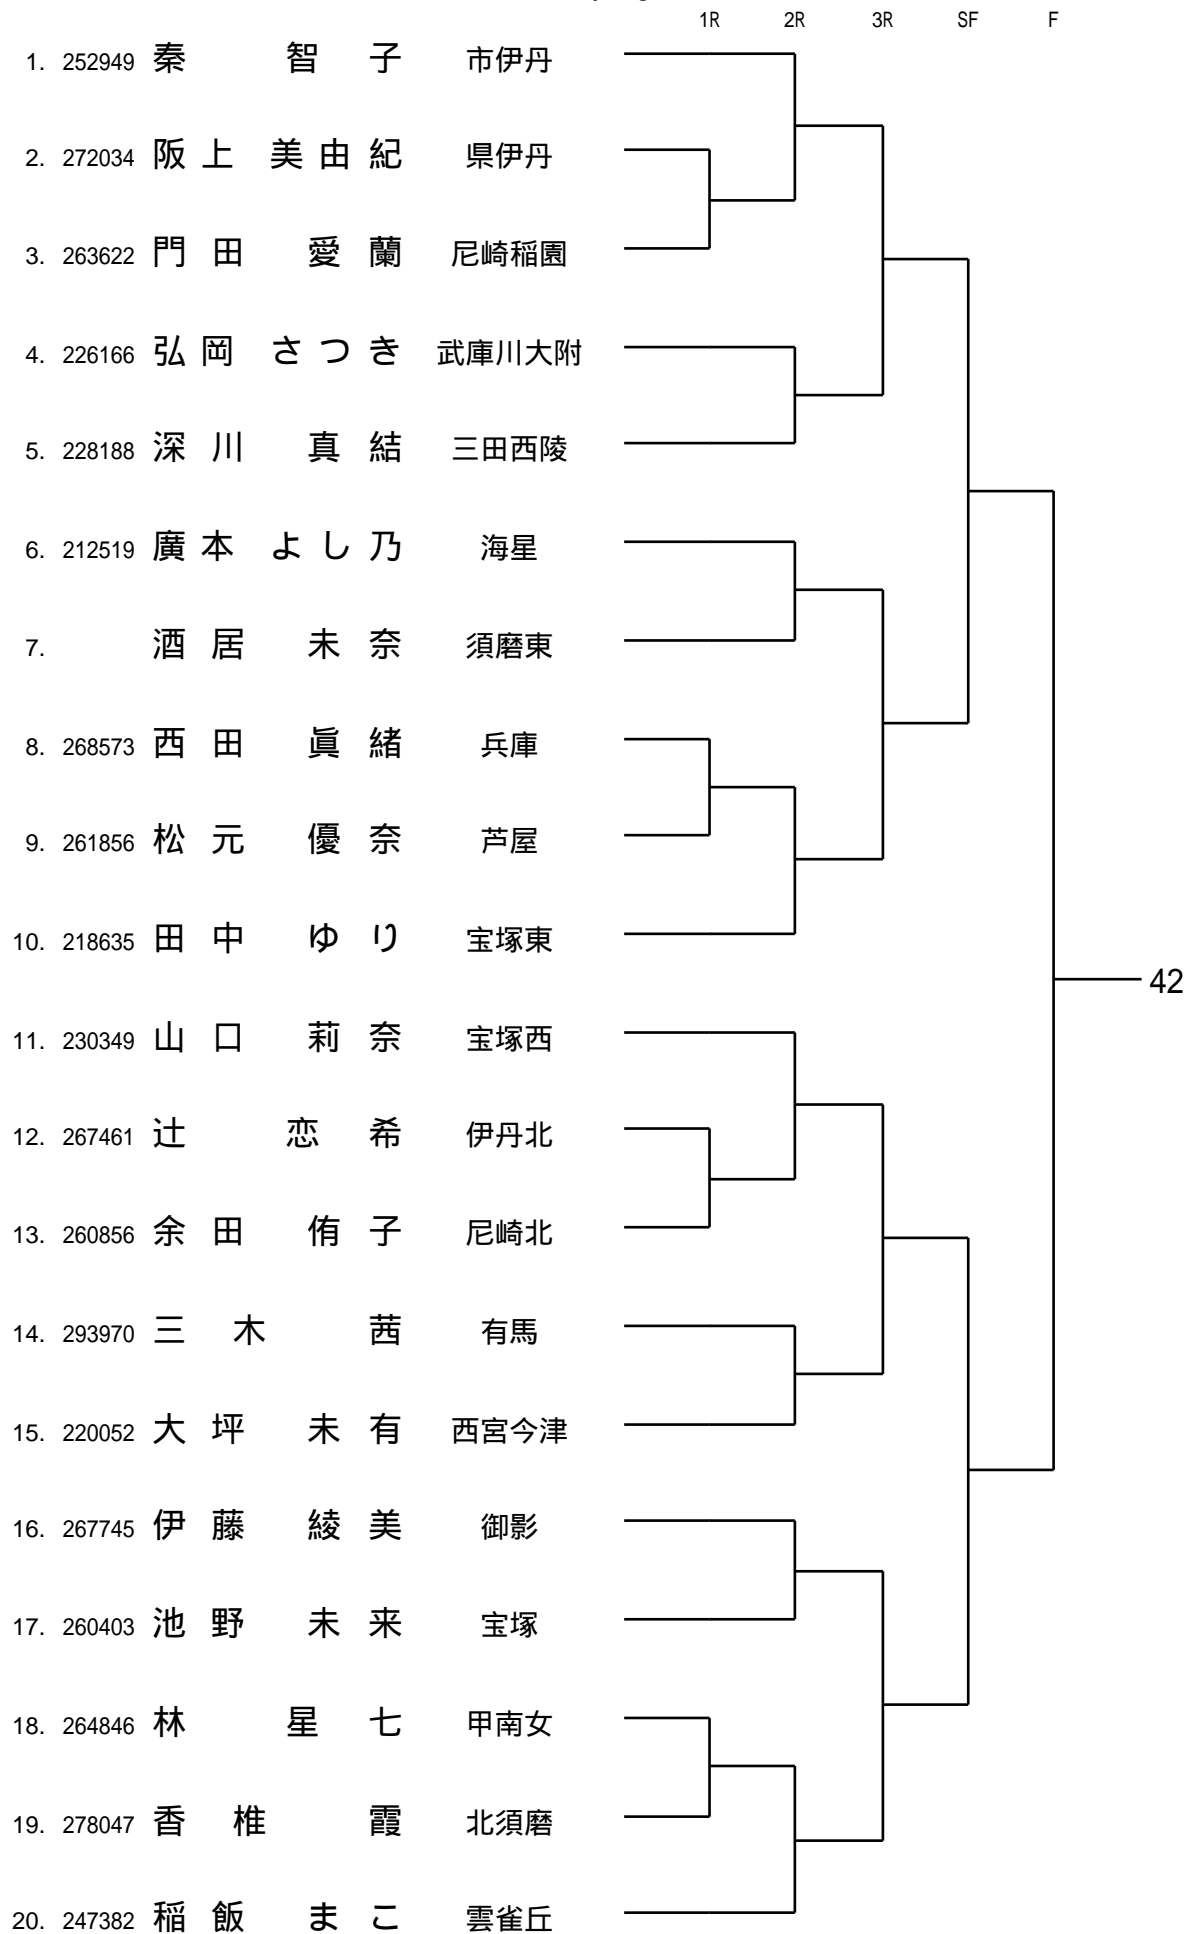 1R 2R 3R SF F
1. 252949 秦 智 子 市伊丹
2. 272034 阪 上 美 由 紀 県伊丹
3. 263622 門 田 愛 蘭 尼崎稲園
4. 226166 弘 岡 さ つ き 武庫川大附
5. 228188 深 川 真 結 三田西陵
6. 212519 廣 本 よ し 乃 海星
7. 酒 居 未 奈 須磨東
8. 268573 西 田 眞 緒 兵庫
9. 261856 松 元 優 奈 芦屋
10. 218635 田 中 ゆ り 宝塚東
42
11. 230349 山 口 莉 奈 宝塚西
12. 267461 辻 恋 希 伊丹北
13. 260856 余 田 侑 子 尼崎北
14. 293970 三 木 茜 有馬
15. 220052 大 坪 未 有 西宮今津
16. 267745 伊 藤 綾 美 御影
17. 260403 池 野 未 来 宝塚
18. 264846 林 星 七 甲南女
19. 278047 香 椎 霞 北須磨
20. 247382 稲 飯 ま こ 雲雀丘